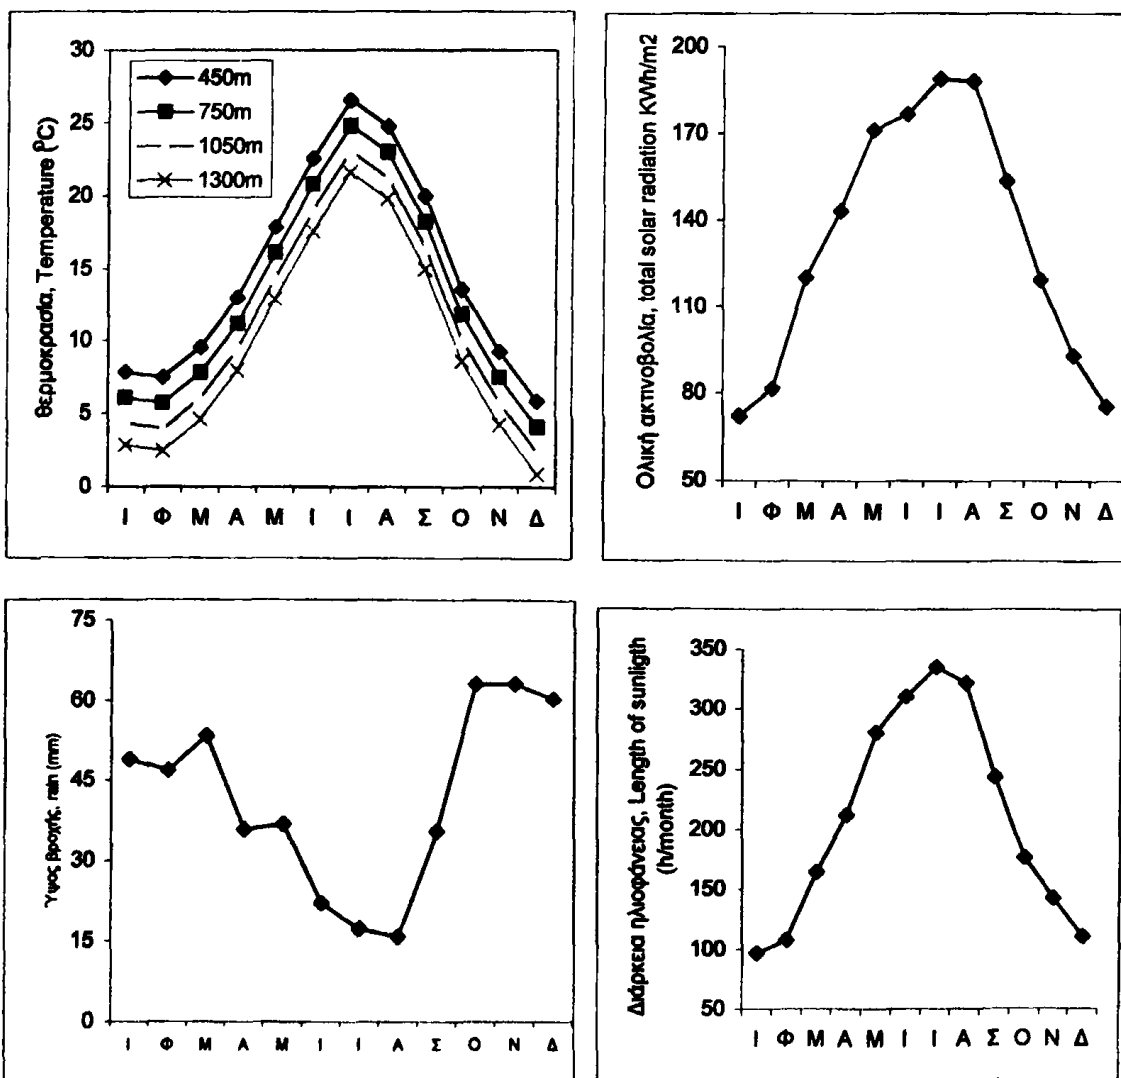 θερμοκρασία, Temperature (⁰C)
30
25
20
15
10
5
0
450m
750m
1050m
1300m
Ι Φ Μ Α Μ Ι Ι Α Σ Ο Ν Δ
Ολική ακτινοβολία, total solar radiation KWh/m2
200
170
140
110
80
50
Ι Φ Μ Α Μ Ι Ι Α Σ Ο Ν Δ
Ύψος βροχής, rain (mm)
75
60
45
30
15
0
Ι Φ Μ Α Μ Ι Ι Α Σ Ο Ν Δ
Διάρκεια ηλιοφάνειας, Length of sunligth
(h/month)
350
300
250
200
150
100
50
Ι Φ Μ Α Μ Ι Ι Α Σ Ο Ν Δ